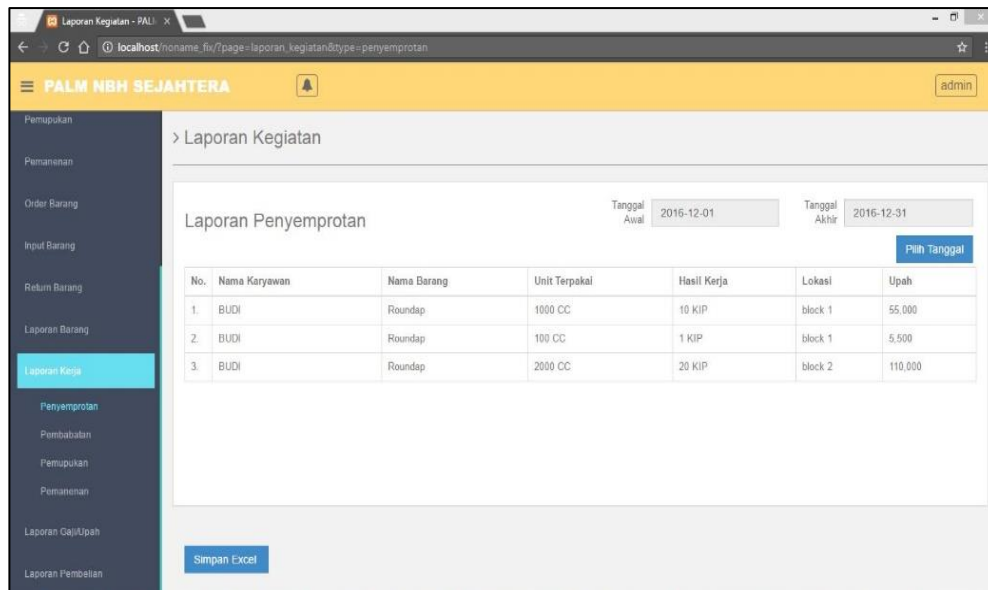 Laporan Kegiatan - PALM
localhost/noname_fix/?page=laporan_kegiatan&type=penyemprotan
PALM NBH SEJAHTERA
admin
Pemupukan
Pemanenan
Order Barang
Input Barang
Return Barang
Laporan Barang
Laporan Kerja
Penyemprotan
Pembabatan
Pemupukan
Pemanenan
Laporan Gaji/Upah
Laporan Pembelian
> Laporan Kegiatan
Laporan Penyemprotan
Tanggal Awal 2016-12-01 Tanggal Akhir 2016-12-31
Pilih Tanggal
No. Nama Karyawan Nama Barang Unit Terpakai Hasil Kerja Lokasi Upah
1. BUDI Roundap 1000 CC 10 KIP block 1 55,000
2. BUDI Roundap 100 CC 1 KIP block 1 5,500
3. BUDI Roundap 2000 CC 20 KIP block 2 110,000
Simpan Excel